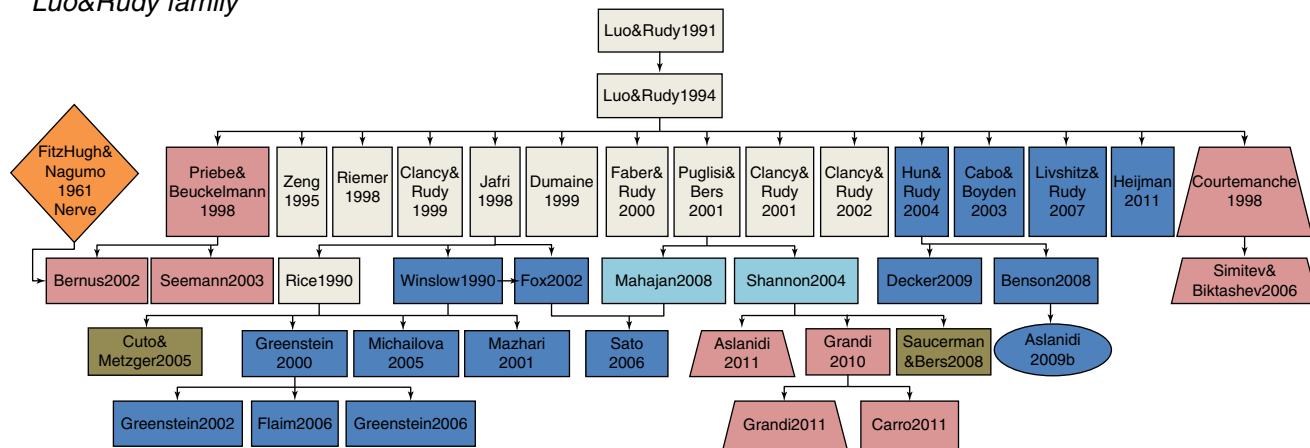 Luo&Rudy family
Luo&Rudy1991
Luo&Rudy1994
FitzHugh&
Nagumo
1961
Nerve
Priebe&
Beuckelmann
1998
Zeng
1995
Riemer
1998
Clancy&
Rudy
1999
Jafri
1998
Dumaine
1999
Faber&
Rudy
2000
Puglisi&
Bers
2001
Clancy&
Rudy
2001
Clancy&
Rudy
2002
Hun&
Rudy
2004
Cabo&
Boyden
2003
Livshitz&
Rudy
2007
Heijman
2011
Courtemanche
1998
Bernus2002
Seemann2003
Rice1990
Winslow1990
Fox2002
Mahajan2008
Shannon2004
Decker2009
Benson2008
Simitev&
Biktashev2006
Cuto&
Metzger2005
Greenstein
2000
Michailova
2005
Mazhari
2001
Sato
2006
Aslanidi
2011
Grandi
2010
Saucerman
&Bers2008
Aslanidi
2009b
Greenstein2002
Flaim2006
Greenstein2006
Grandi2011
Carro2011